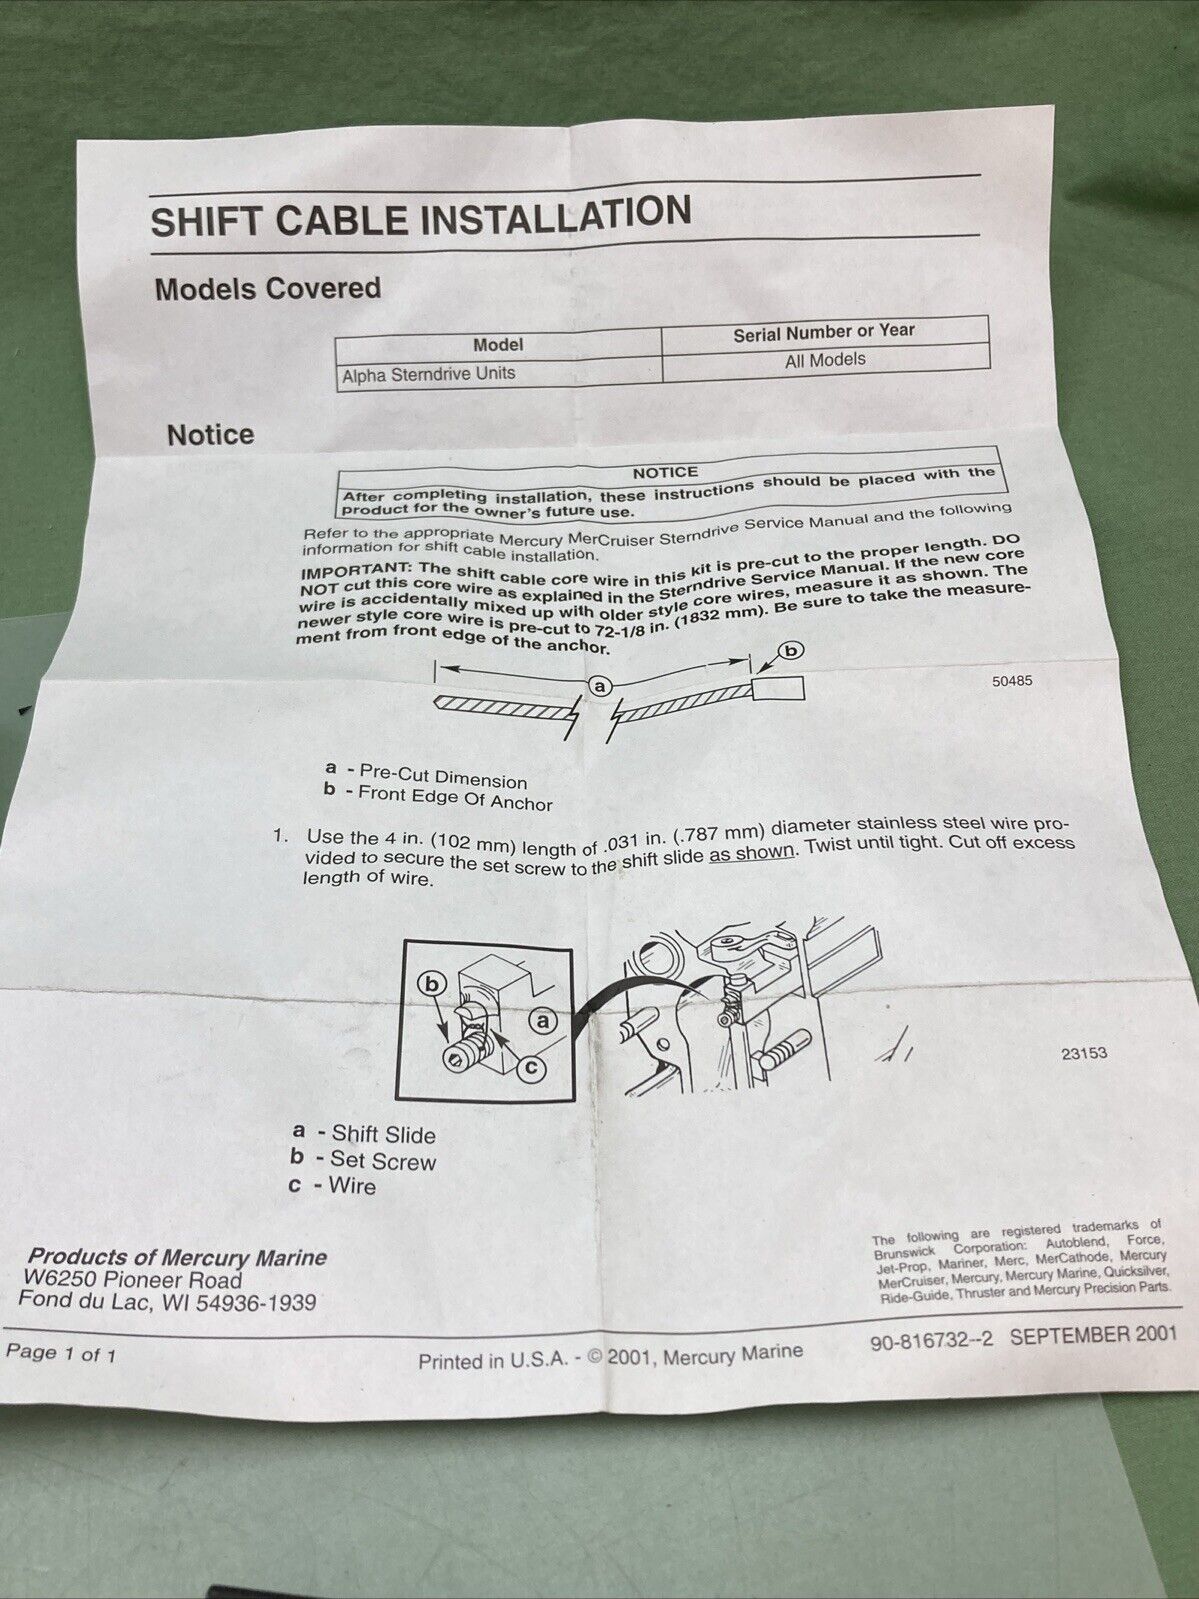 SHIFT CABLE INSTALLATION
Models Covered
Model Serial Number or Year
Alpha Sterndrive Units All Models
Notice
NOTICE
After completing installation, these instructions should be placed with the
product for the owner's future use.
Refer to the appropriate Mercury MerCruiser Sterndrive Service Manual and the following
information for shift cable installation.
IMPORTANT: The shift cable core wire in this kit is pre-cut to the proper length. DO
NOT cut this core wire as explained in the Sterndrive Service Manual. If the new core
wire is accidentally mixed up with older style core wires, measure it as shown. The
newer style core wire is pre-cut to 72-1/8 in. (1832 mm). Be sure to take the measure-
ment from front edge of the anchor.
b
a
50485
a - Pre-Cut Dimension
b - Front Edge Of Anchor
1. Use the 4 in. (102 mm) length of .031 in. (.787 mm) diameter stainless steel wire pro-
vided to secure the set screw to the shift slide as shown. Twist until tight. Cut off excess
length of wire.
b
a
c
23153
a - Shift Slide
b - Set Screw
c - Wire
Products of Mercury Marine
W6250 Pioneer Road
Fond du Lac, WI 54936-1939
The following are registered trademarks of
Brunswick Corporation: Autoblend, Force,
Jet-Prop, Mariner, Merc, MerCathode, Mercury
MerCruiser, Mercury, Mercury Marine, Quicksilver,
Ride-Guide, Thruster and Mercury Precision Parts.
Page 1 of 1
Printed in U.S.A. - © 2001, Mercury Marine
90-816732--2 SEPTEMBER 2001